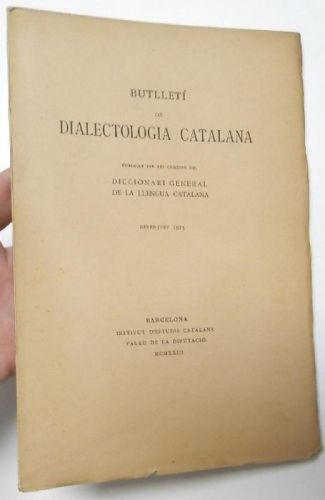 BUTLLETÍ
DE
DIALECTOLOGIA CATALANA
PUBLICAT PER LES OFICINES DEL
DICCIONARI GENERAL
DE LA LLENGUA CATALANA
GENER-JUNY 1923
BARCELONA
INSTITUT D'ESTUDIS CATALANS
PALAU DE LA DIPUTACIÓ
MCMXXIII